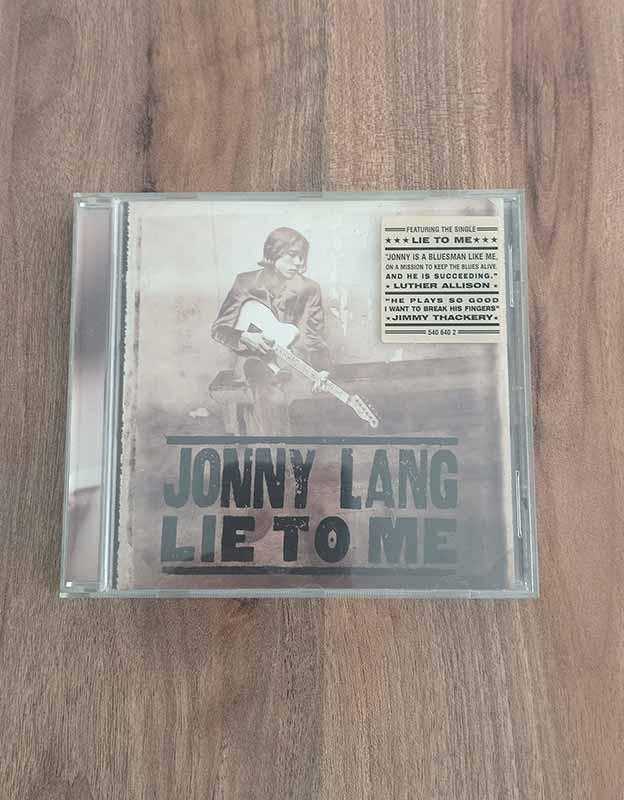 FEATURING THE SINGLE
★★★ LIE TO ME ★★★
"JONNY IS A BLUESMAN LIKE ME,
ON A MISSION TO KEEP THE BLUES ALIVE.
AND HE IS SUCCEEDING."
• LUTHER ALLISON •
"HE PLAYS SO GOOD
I WANT TO BREAK HIS FINGERS"
• JIMMY THACKERY •
540 640 2
JONNY LANG
LIE TO ME